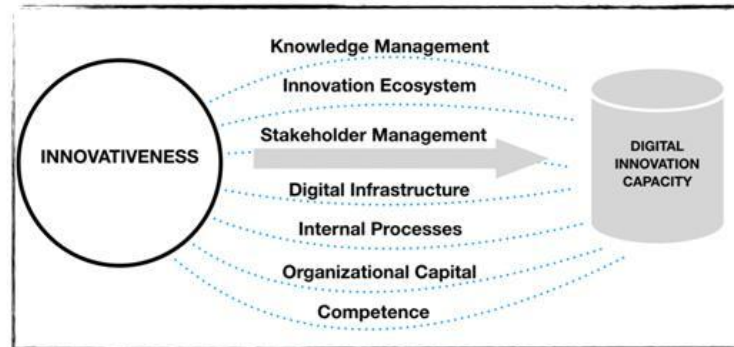 Knowledge Management
Innovation Ecosystem
Stakeholder Management
INNOVATIVENESS
Digital Infrastructure
Internal Processes
Organizational Capital
Competence
DIGITAL
INNOVATION
CAPACITY